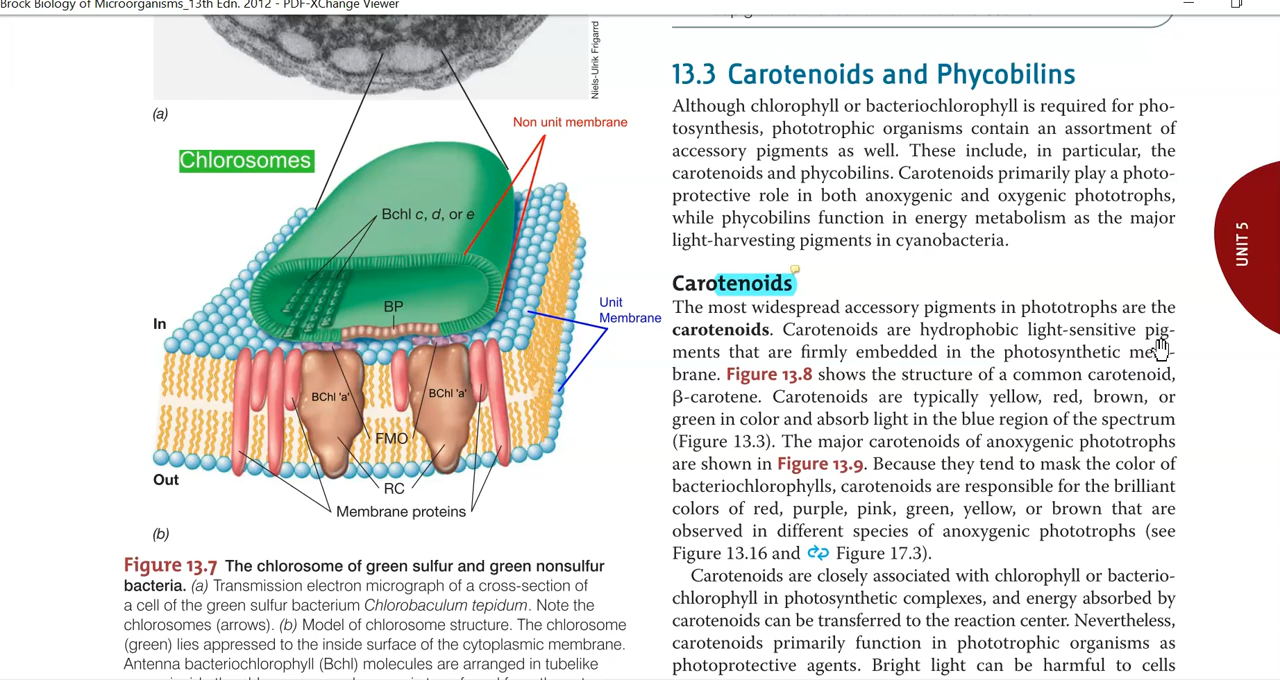 Brock Biology of Microorganisms_13th Edn. 2012 - PDF-XChange Viewer
Niels-Ulrik Frigaard
(a)
Non unit membrane
Chlorosomes
Bchl c, d, or e
BP
In
Unit
Membrane
BChl 'a'
BChl 'a'
FMO
Out
RC
Membrane proteins
(b)
Figure 13.7 The chlorosome of green sulfur and green nonsulfur
bacteria. (a) Transmission electron micrograph of a cross-section of
a cell of the green sulfur bacterium Chlorobaculum tepidum. Note the
chlorosomes (arrows). (b) Model of chlorosome structure. The chlorosome
(green) lies appressed to the inside surface of the cytoplasmic membrane.
Antenna bacteriochlorophyll (Bchl) molecules are arranged in tubelike
13.3 Carotenoids and Phycobilins
Although chlorophyll or bacteriochlorophyll is required for pho-
tosynthesis, phototrophic organisms contain an assortment of
accessory pigments as well. These include, in particular, the
carotenoids and phycobilins. Carotenoids primarily play a photo-
protective role in both anoxygenic and oxygenic phototrophs,
while phycobilins function in energy metabolism as the major
light-harvesting pigments in cyanobacteria.
Carotenoids
The most widespread accessory pigments in phototrophs are the
carotenoids. Carotenoids are hydrophobic light-sensitive pig-
ments that are firmly embedded in the photosynthetic mem-
brane. Figure 13.8 shows the structure of a common carotenoid,
β-carotene. Carotenoids are typically yellow, red, brown, or
green in color and absorb light in the blue region of the spectrum
(Figure 13.3). The major carotenoids of anoxygenic phototrophs
are shown in Figure 13.9. Because they tend to mask the color of
bacteriochlorophylls, carotenoids are responsible for the brilliant
colors of red, purple, pink, green, yellow, or brown that are
observed in different species of anoxygenic phototrophs (see
Figure 13.16 and Figure 17.3).
Carotenoids are closely associated with chlorophyll or bacterio-
chlorophyll in photosynthetic complexes, and energy absorbed by
carotenoids can be transferred to the reaction center. Nevertheless,
carotenoids primarily function in phototrophic organisms as
photoprotective agents. Bright light can be harmful to cells
UNIT 5